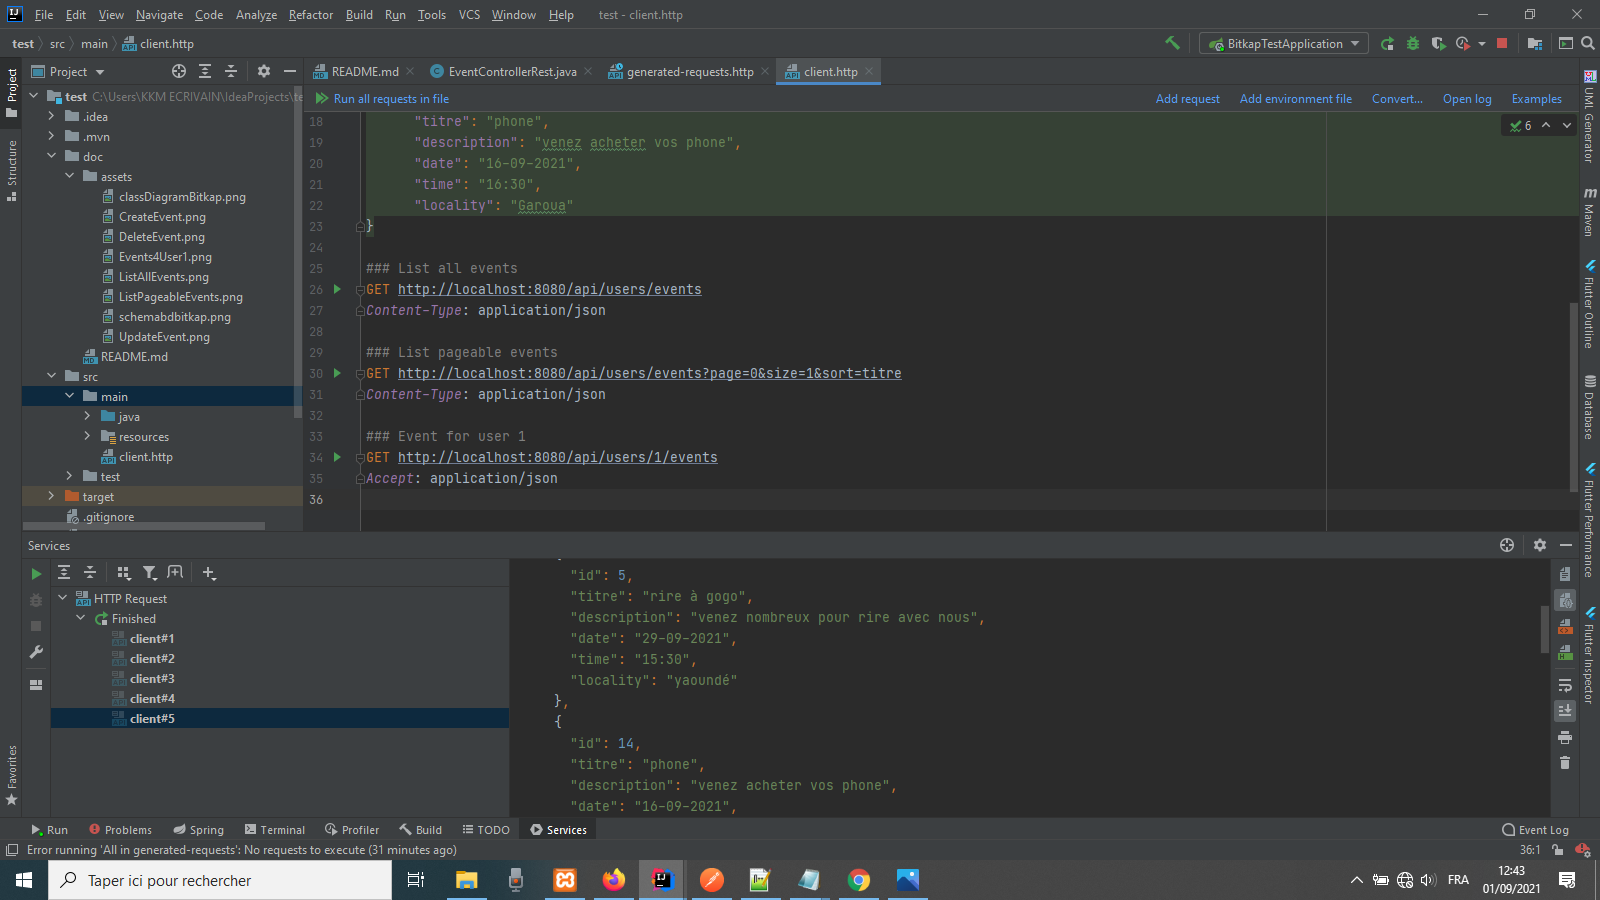 File Edit View Navigate Code Analyze Refactor Build Run Tools VCS Window Help test - client.http
test src main client.http BitkapTestApplication
Project README.md EventControllerRest.java generated-requests.http client.http
Run all requests in file Add request Add environment file Convert... Open log Examples
Project
Structure
Favorites
test C:\Users\KKM ECRIVAIN\IdeaProjects\te
.idea
.mvn
doc
assets
classDiagramBitkap.png
CreateEvent.png
DeleteEvent.png
Events4User1.png
ListAllEvents.png
ListPageableEvents.png
schemabdbitkap.png
UpdateEvent.png
README.md
src
main
java
resources
client.http
test
target
.gitignore
6
18 "titre": "phone",
19 "description": "venez acheter vos phone",
20 "date": "16-09-2021",
21 "time": "16:30",
22 "locality": "Garoua"
23 }
24
25 ### List all events
26 GET http://localhost:8080/api/users/events
27 Content-Type: application/json
28
29 ### List pageable events
30 GET http://localhost:8080/api/users/events?page=0&size=1&sort=titre
31 Content-Type: application/json
32
33 ### Event for user 1
34 GET http://localhost:8080/api/users/1/events
35 Accept: application/json
36
UML Generator
Maven
Flutter Outline
Database
Flutter Performance
Flutter Inspector
Services
HTTP Request
Finished
client#1
client#2
client#3
client#4
client#5
"id": 5,
"titre": "rire à gogo",
"description": "venez nombreux pour rire avec nous",
"date": "29-09-2021",
"time": "15:30",
"locality": "yaoundé"
},
{
"id": 14,
"titre": "phone",
"description": "venez acheter vos phone",
"date": "16-09-2021",
Run Problems Spring Terminal Profiler Build TODO Services Event Log
Error running 'All in generated-requests': No requests to execute (31 minutes ago) 36:1
Taper ici pour rechercher FRA 12:43
01/09/2021